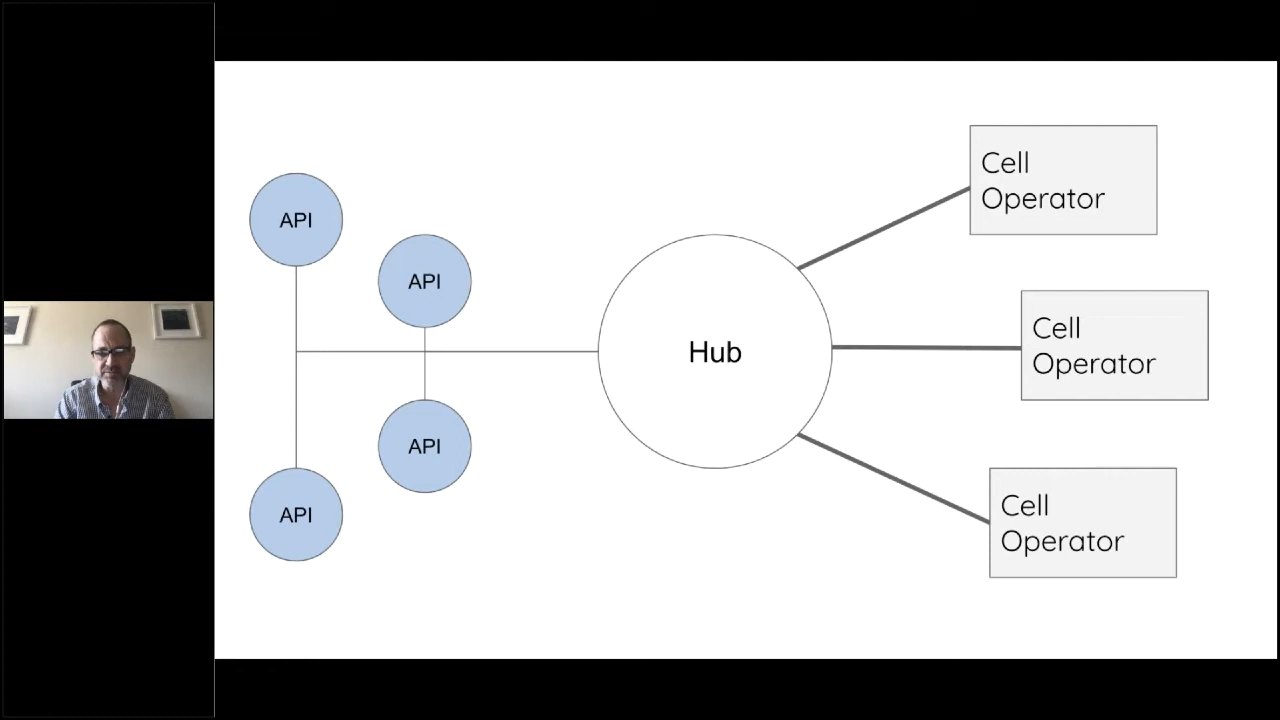 API
API
API
API
Hub
Cell
Operator
Cell
Operator
Cell
Operator